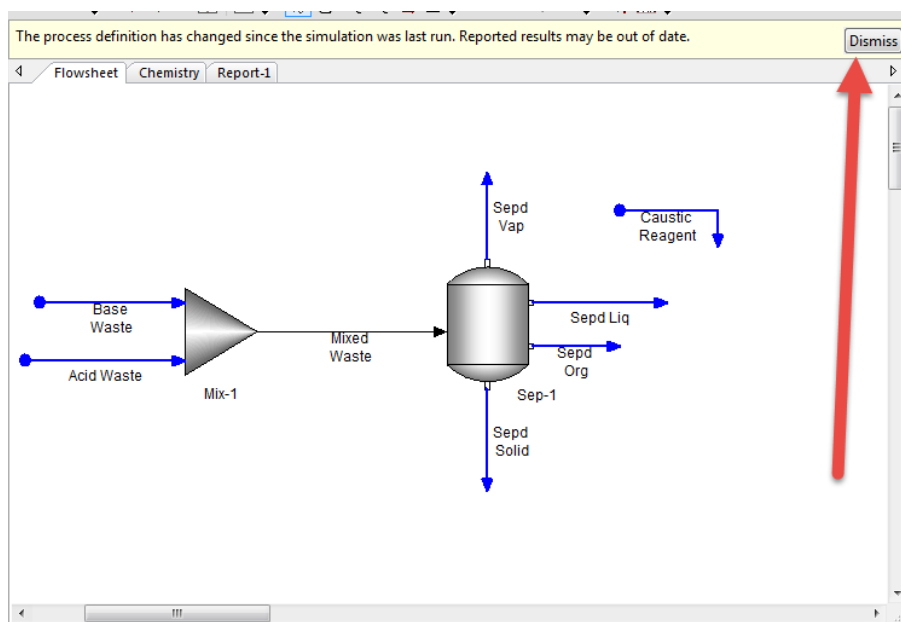 The process definition has changed since the simulation was last run. Reported results may be out of date.
Dismiss
Flowsheet
Chemistry
Report-1
Sepd
Vap
Caustic
Reagent
Base
Waste
Mixed
Waste
Sepd Liq
Sepd
Org
Acid Waste
Mix-1
Sep-1
Sepd
Solid